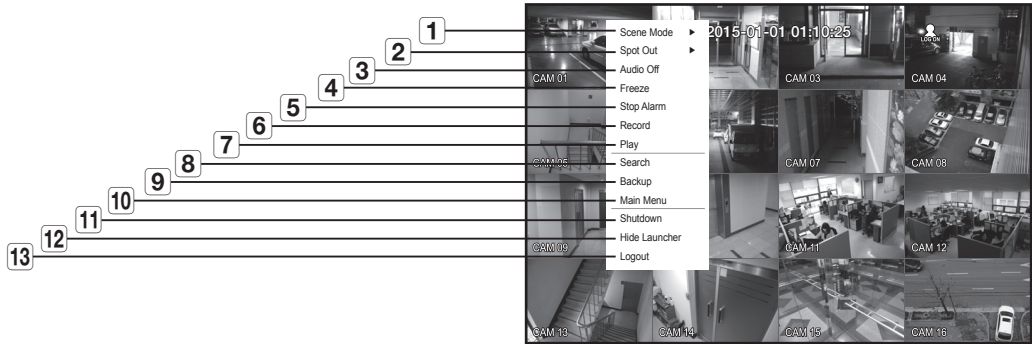 1
2
3
4
5
6
7
8
9
10
11
12
13
Scene Mode
Spot Out
Audio Off
Freeze
Stop Alarm
Record
Play
Search
Backup
Main Menu
Shutdown
Hide Launcher
Logout
2015-01-01 01:10:25
LOG ON
CAM 01
CAM 03
CAM 04
CAM 05
CAM 07
CAM 08
CAM 09
CAM 11
CAM 12
CAM 13
CAM 14
CAM 15
CAM 16